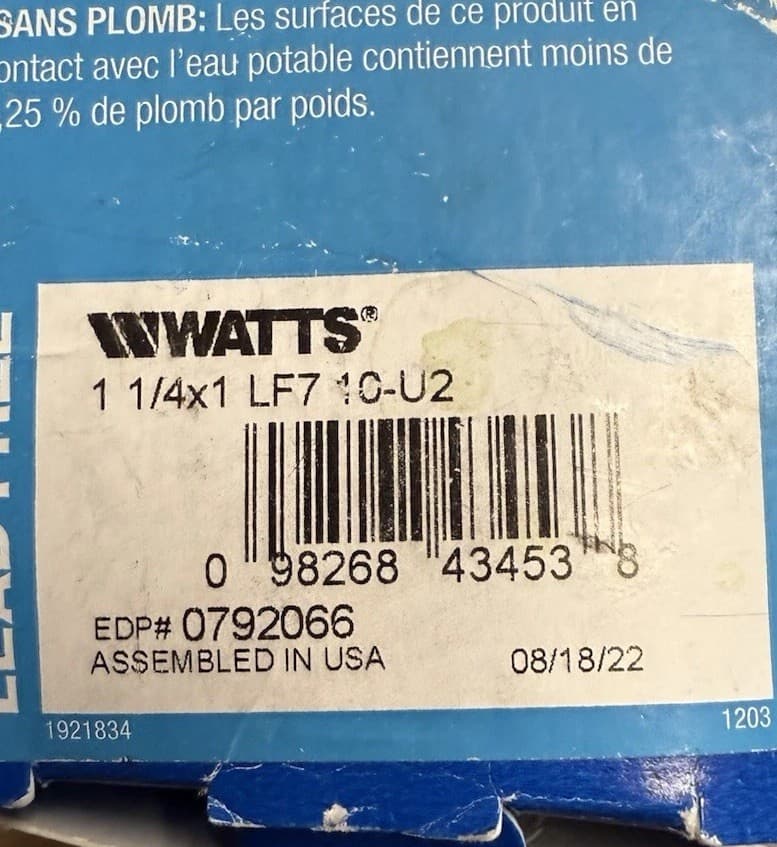 SANS PLOMB: Les surfaces de ce produit en
ontact avec l'eau potable contiennent moins de
,25 % de plomb par poids.
WATTS®
1 1/4x1 LF7 10-U2
0 98268 43453 8
EDP# 0792066
ASSEMBLED IN USA 08/18/22
1921834 1203